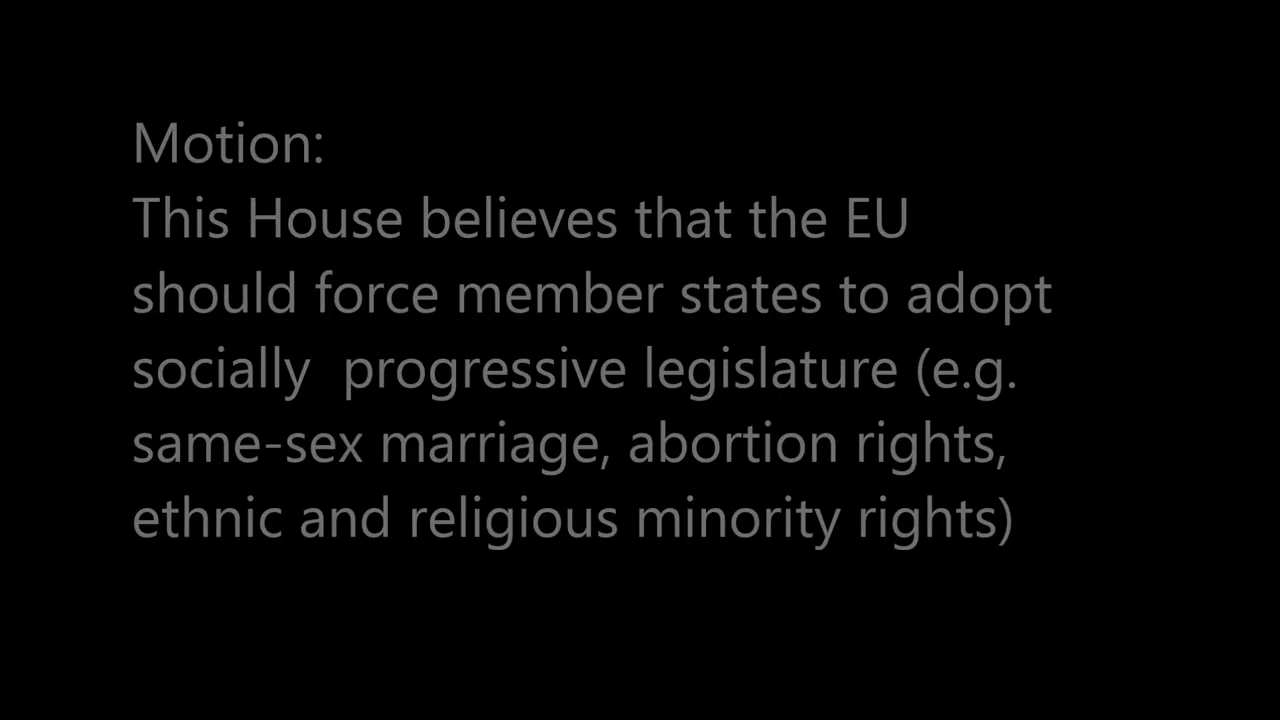 Motion:
This House believes that the EU
should force member states to adopt
socially  progressive legislature (e.g.
same-sex marriage, abortion rights,
ethnic and religious minority rights)